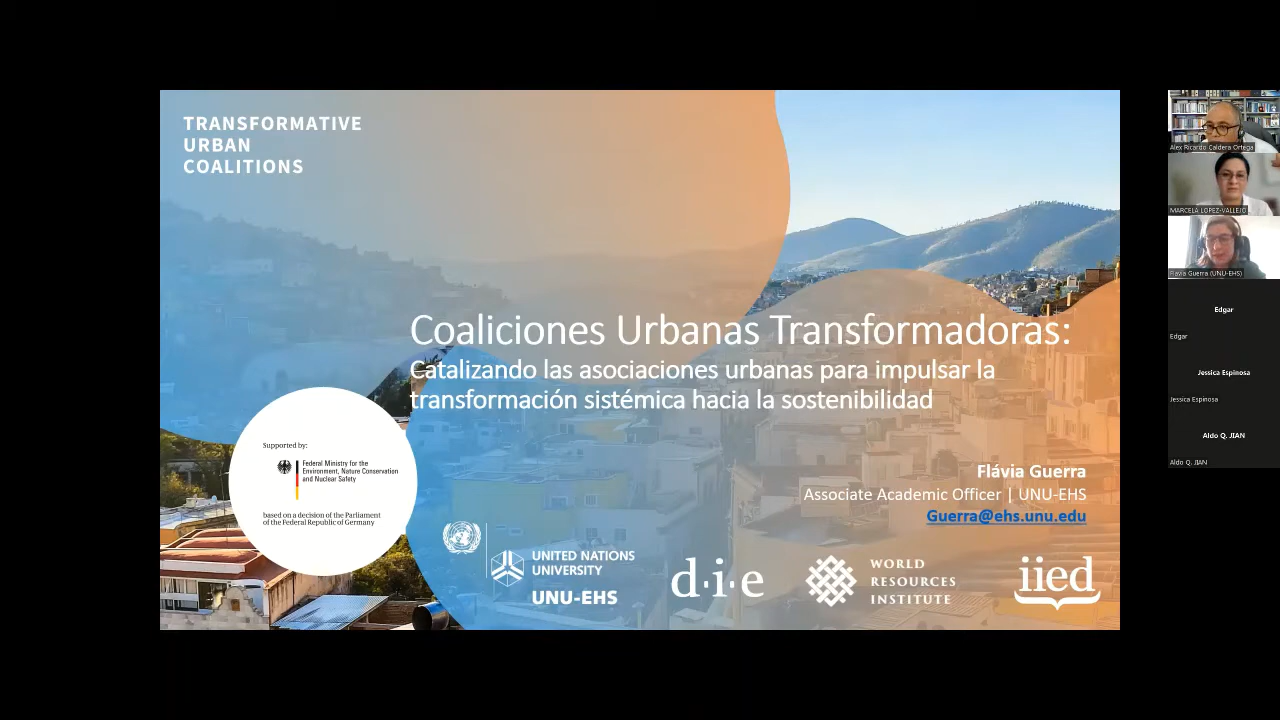 TRANSFORMATIVE
URBAN
COALITIONS
Coaliciones Urbanas Transformadoras:
Catalizando las asociaciones urbanas para impulsar la
transformación sistémica hacia la sostenibilidad
Flávia Guerra
Associate Academic Officer | UNU-EHS
Guerra@ehs.unu.edu
Supported by:
Federal Ministry for the
Environment, Nature Conservation
and Nuclear Safety
based on a decision of the Parliament
of the Federal Republic of Germany
UNITED NATIONS
UNIVERSITY
UNU-EHS
d·i·e
WORLD
RESOURCES
INSTITUTE
iied
Alex Ricardo Caldera Ortega
MARCELA LOPEZ-VALLEJO
Flavia Guerra (UNU-EHS)
Edgar
Edgar
Jessica Espinosa
Jessica Espinosa
Aldo Q. JIAN
Aldo Q. JIAN